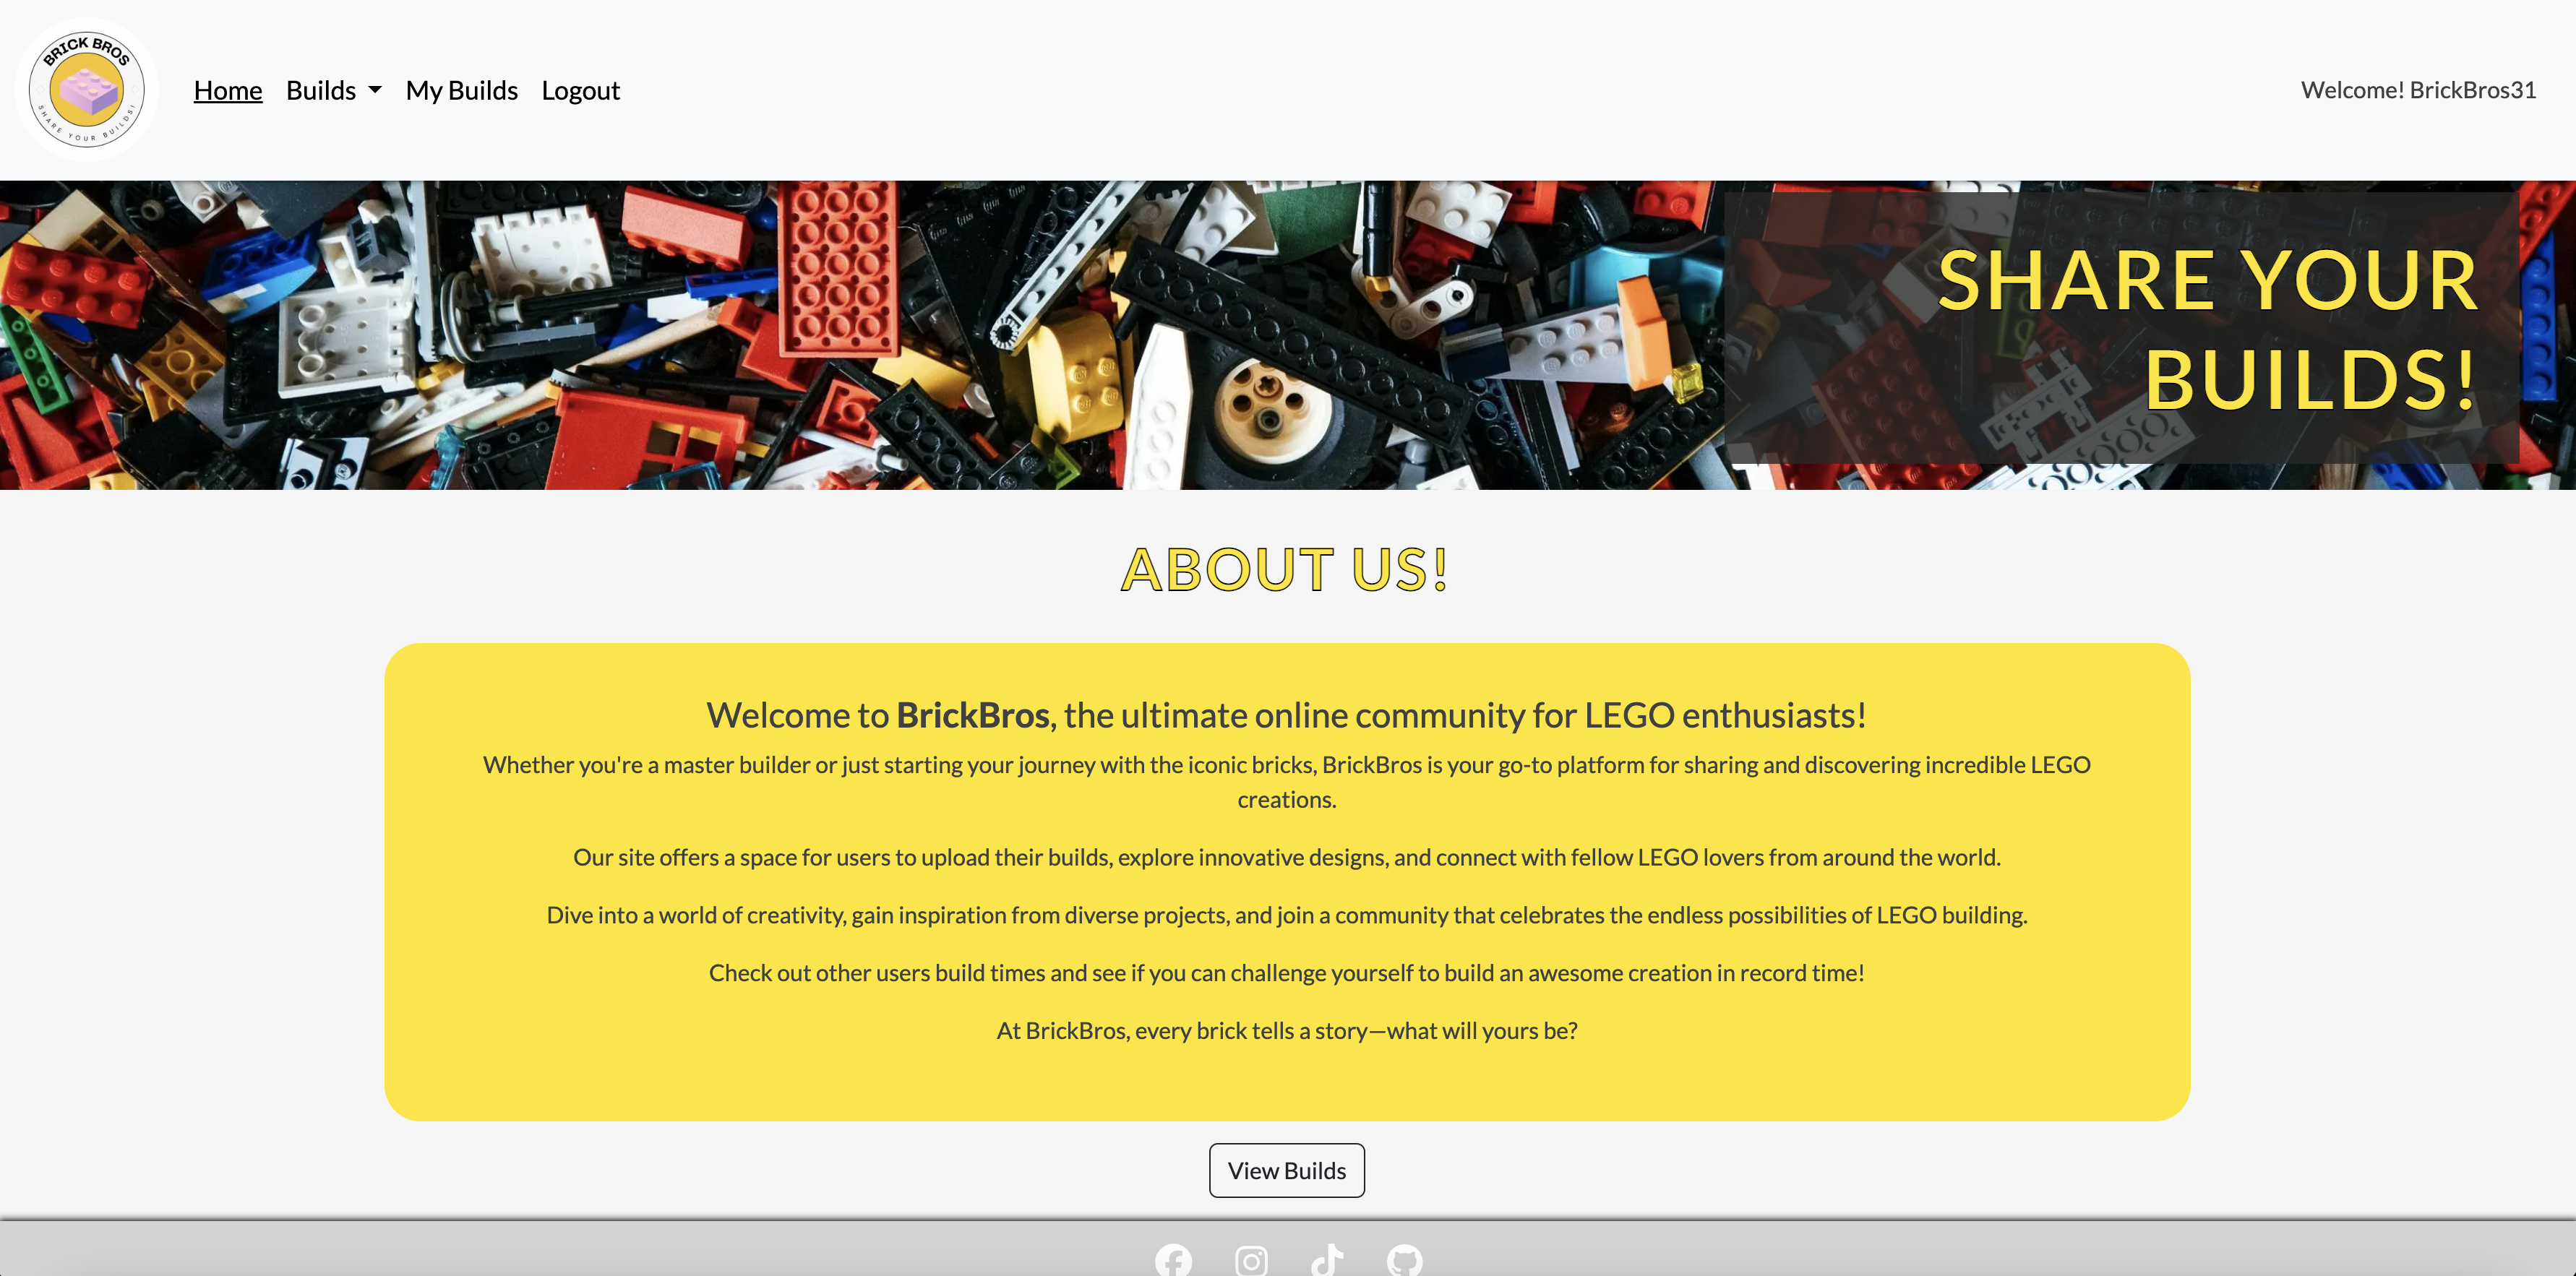 BRICK BROS
SHARE YOUR BUILDS!
Home
Builds
My Builds
Logout
Welcome! BrickBros31
SHARE YOUR
BUILDS!
ABOUT US!
Welcome to BrickBros, the ultimate online community for LEGO enthusiasts!
Whether you're a master builder or just starting your journey with the iconic bricks, BrickBros is your go-to platform for sharing and discovering incredible LEGO
creations.
Our site offers a space for users to upload their builds, explore innovative designs, and connect with fellow LEGO lovers from around the world.
Dive into a world of creativity, gain inspiration from diverse projects, and join a community that celebrates the endless possibilities of LEGO building.
Check out other users build times and see if you can challenge yourself to build an awesome creation in record time!
At BrickBros, every brick tells a story—what will yours be?
View Builds